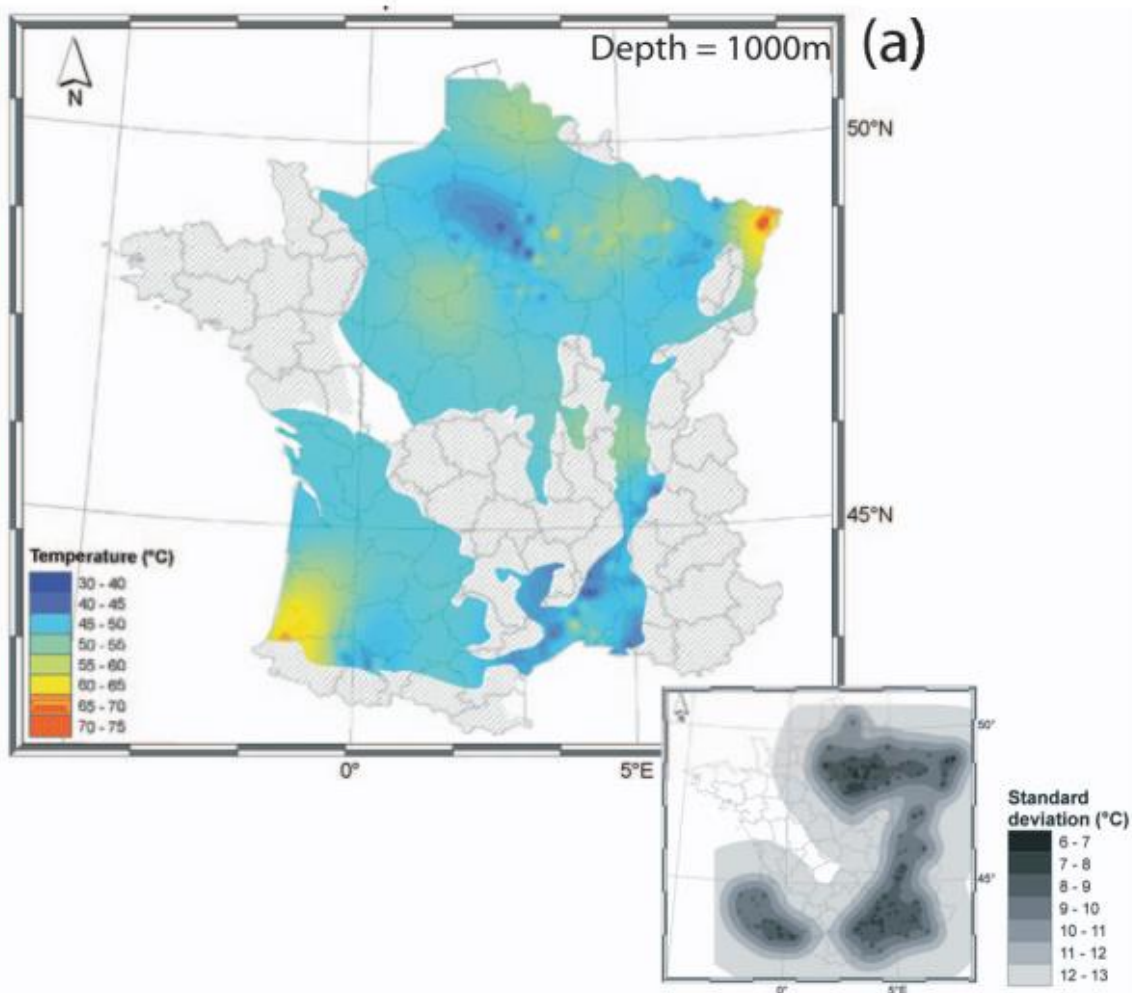 Depth = 1000m
(a)
N
50°N
45°N
Temperature (°C)
30 - 40
40 - 45
45 - 50
50 - 55
55 - 60
60 - 65
65 - 70
70 - 75
0°
5°E
50°
45°
0°
5°E
Standard
deviation (°C)
6 - 7
7 - 8
8 - 9
9 - 10
10 - 11
11 - 12
12 - 13